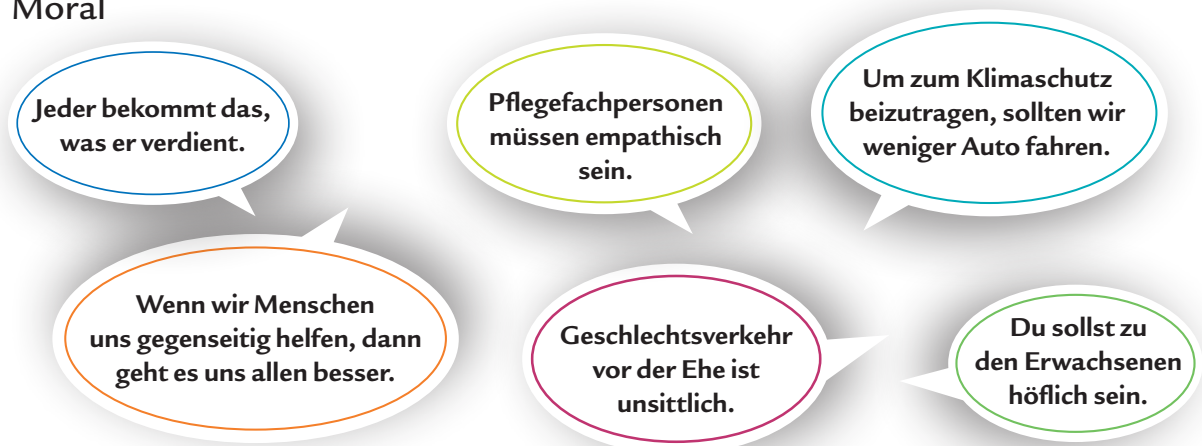 Moral
Jeder bekommt das,
was er verdient.
Pflegefachpersonen
müssen empathisch
sein.
Um zum Klimaschutz
beizutragen, sollten wir
weniger Auto fahren.
Wenn wir Menschen
uns gegenseitig helfen, dann
geht es uns allen besser.
Geschlechtsverkehr
vor der Ehe ist
unsittlich.
Du sollst zu
den Erwachsenen
höflich sein.